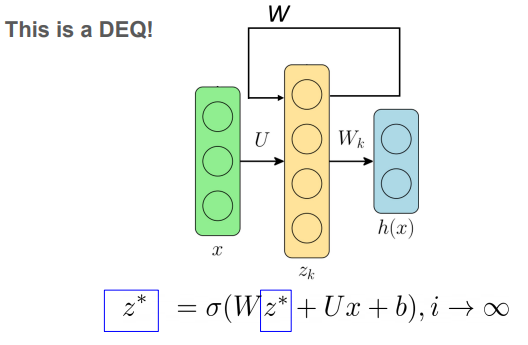 This is a DEQ!
W
U
W_k
x
z_k
h(x)
z* = σ(Wz* + Ux + b), i → ∞